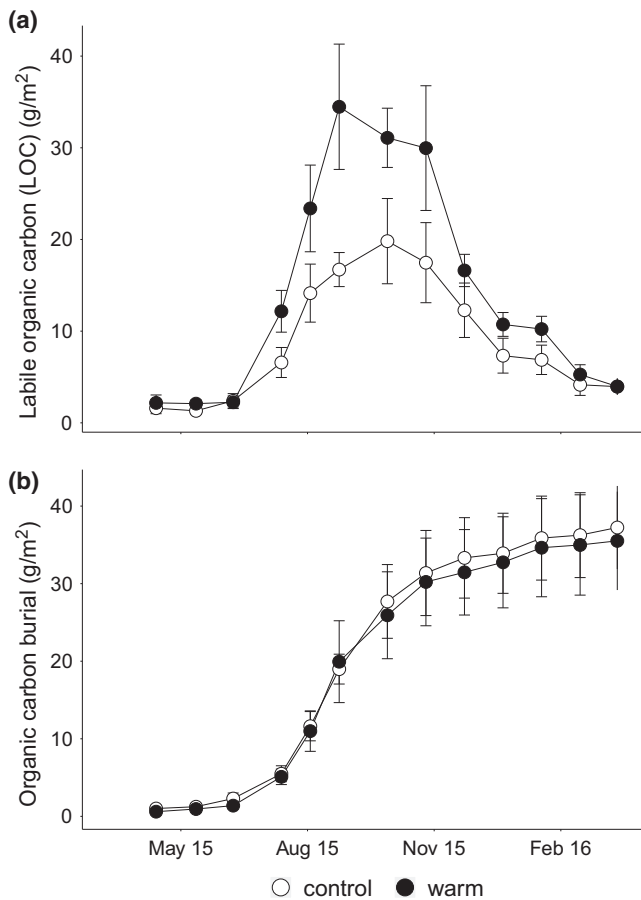 (a)
40
30
20
10
0
Labile organic carbon (LOC) (g/m²)
(b)
40
30
20
10
0
Organic carbon burial (g/m²)
May 15 Aug 15 Nov 15 Feb 16
control warm